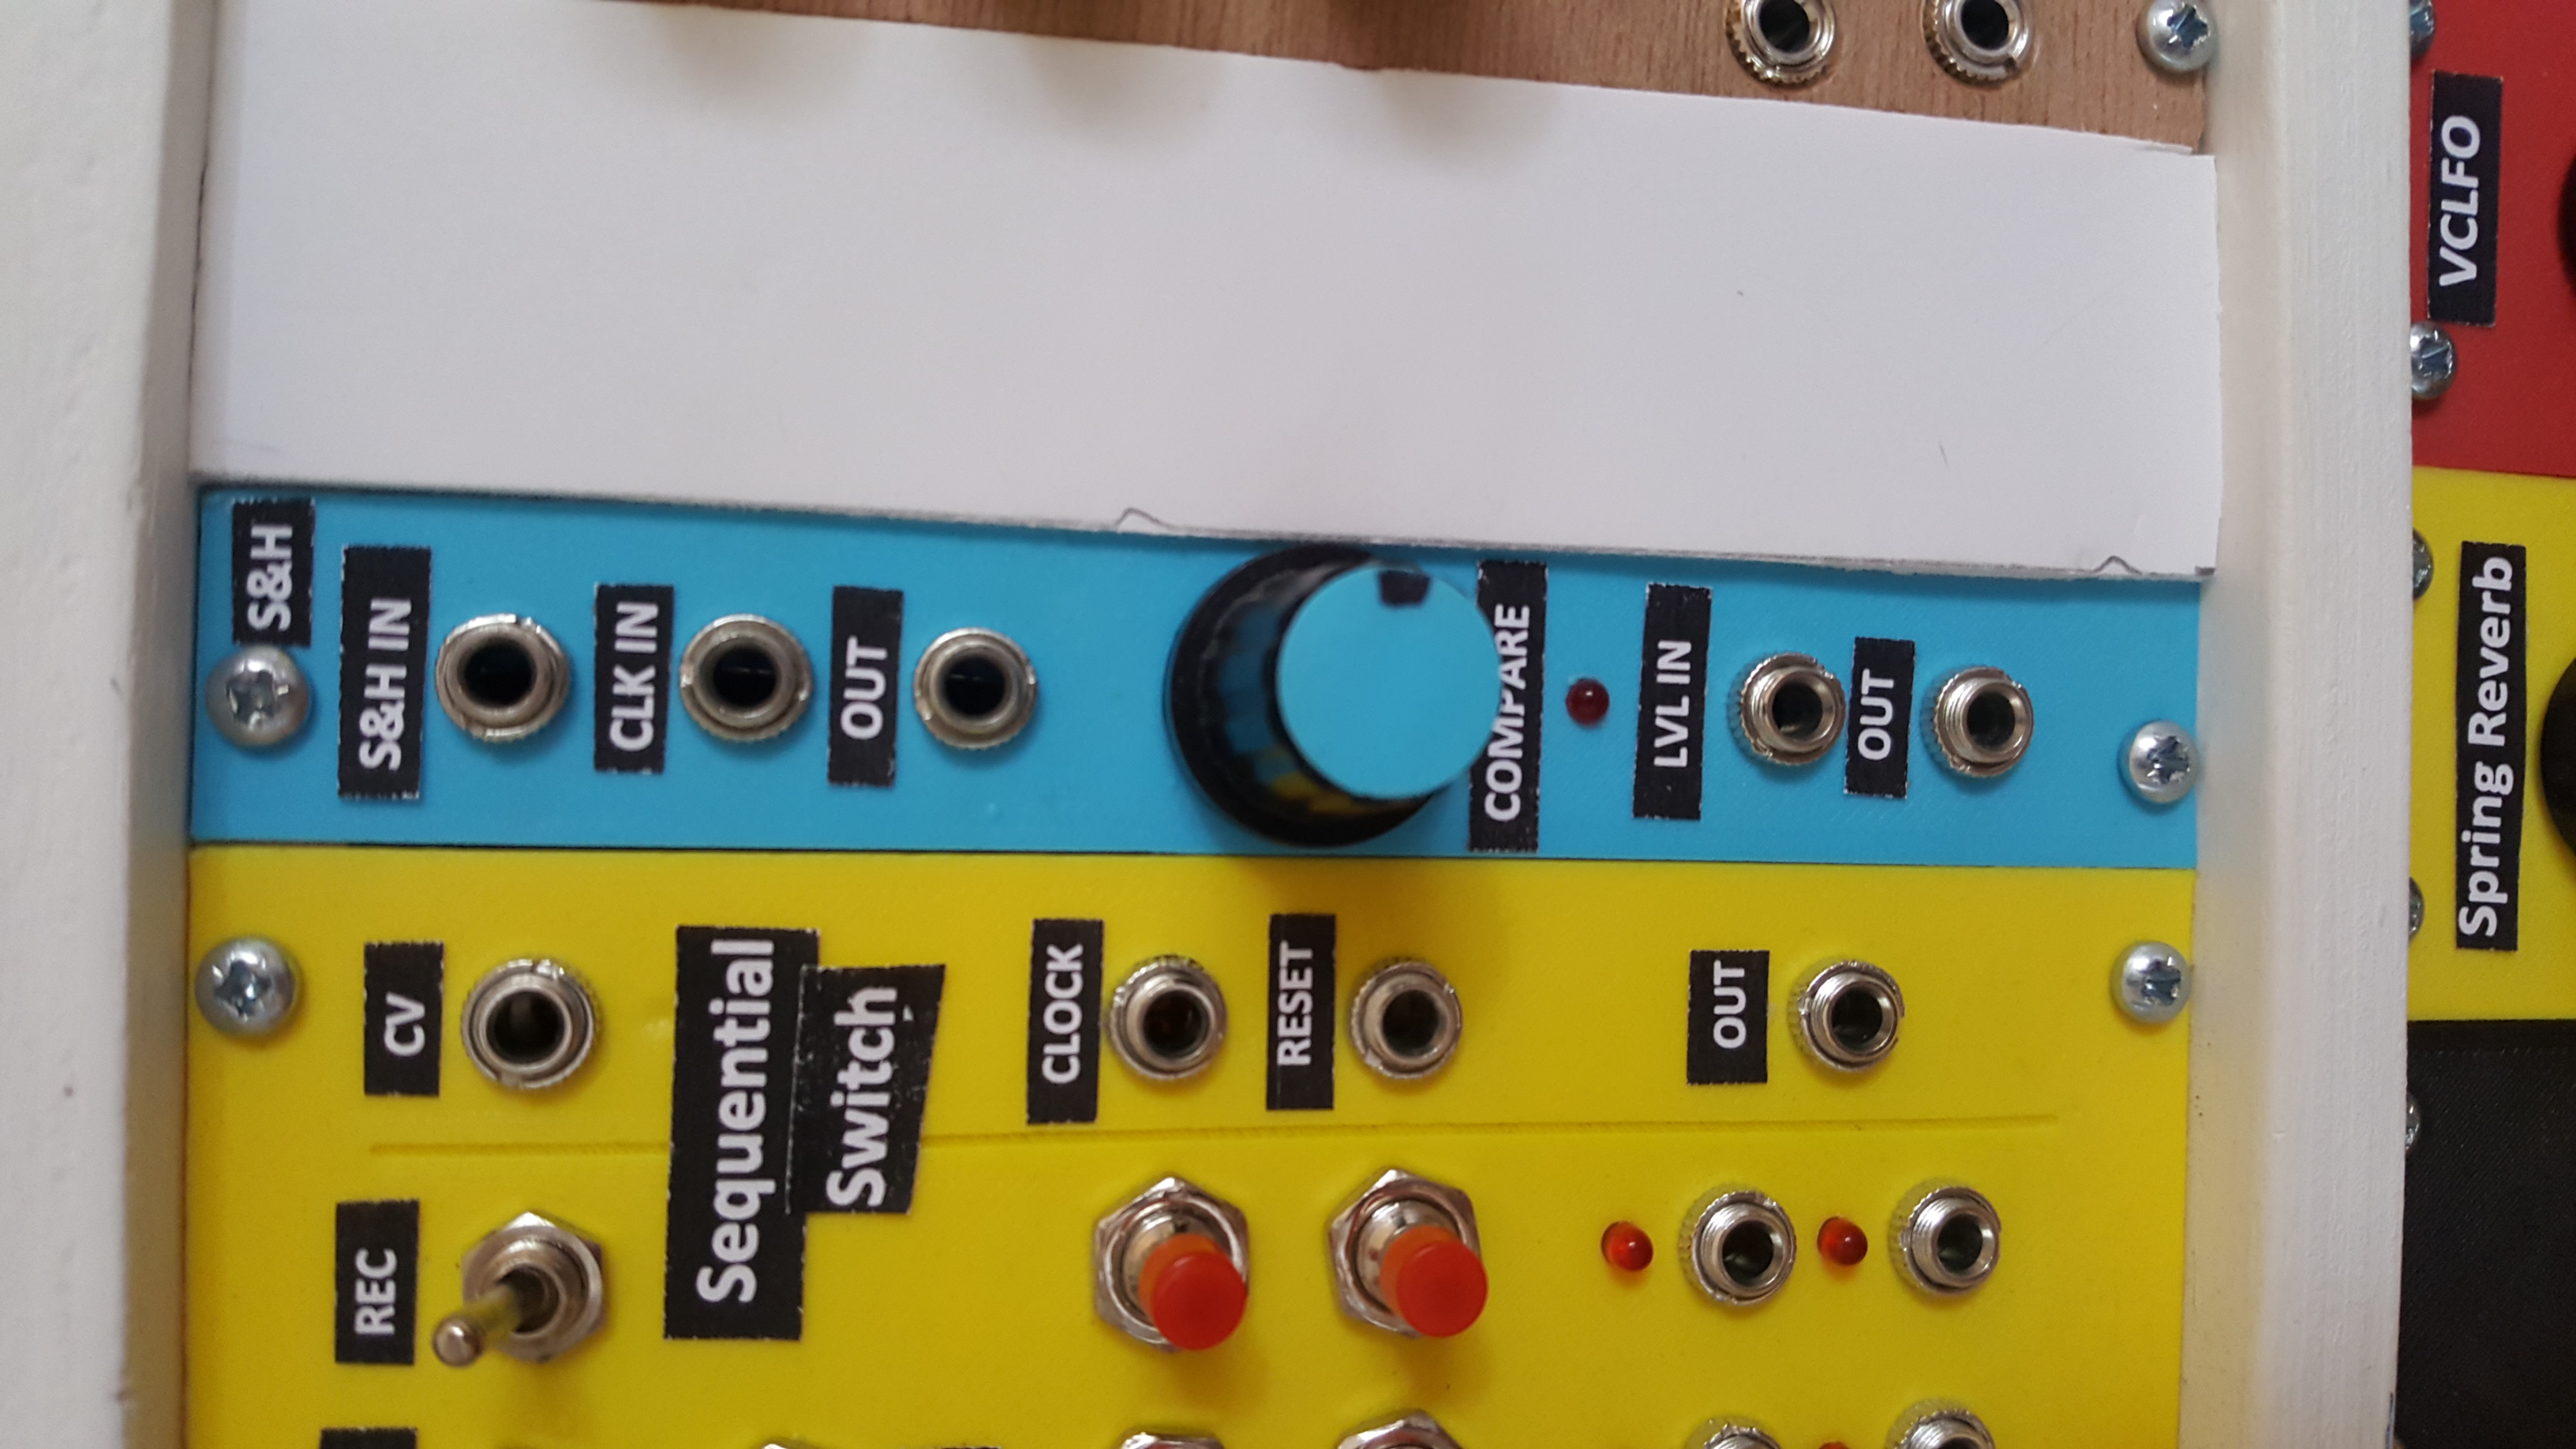 REC
CV
Sequential
Switch
CLOCK
RESET
OUT
S&H
S&H IN
CLK IN
OUT
COMPARE
LVL IN
OUT
Spring Reverb
VCLFO